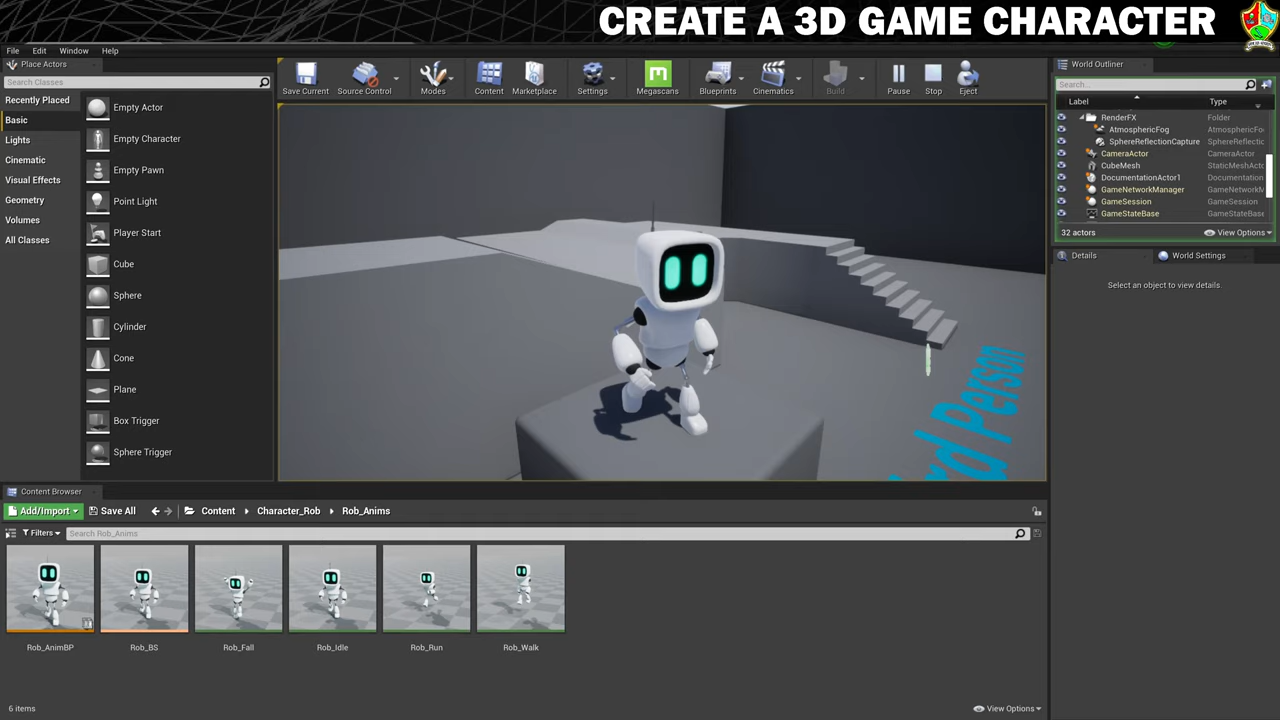 CREATE A 3D GAME CHARACTER
File Edit Window Help
Place Actors
Search Classes
Recently Placed
Basic
Lights
Cinematic
Visual Effects
Geometry
Volumes
All Classes
Empty Actor
Empty Character
Empty Pawn
Point Light
Player Start
Cube
Sphere
Cylinder
Cone
Plane
Box Trigger
Sphere Trigger
Save Current
Source Control
Modes
Content
Marketplace
Settings
Megascans
Blueprints
Cinematics
Build
Pause
Stop
Eject
rd Person
World Outliner
Search...
Label Type
RenderFX Folder
AtmosphericFog AtmosphericFo
SphereReflectionCapture SphereReflectic
CameraActor CameraActor
CubeMesh StaticMeshActo
DocumentationActor1 Documentation
GameNetworkManager GameNetworkM
GameSession GameSession
GameStateBase GameStateBase
32 actors View Options
Details World Settings
Select an object to view details.
Content Browser
Add/Import Save All Content Character_Rob Rob_Anims
Filters Search Rob_Anims
Rob_AnimBP
Rob_BS
Rob_Fall
Rob_Idle
Rob_Run
Rob_Walk
6 items View Options